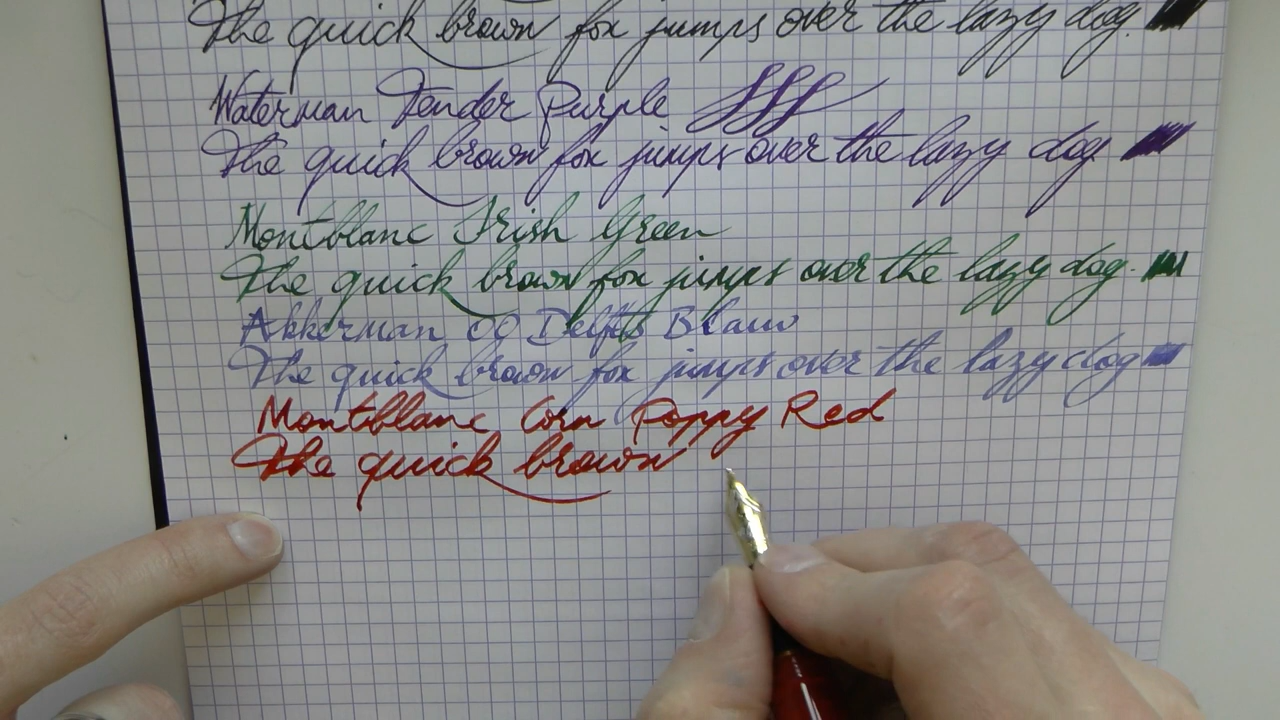 The quick brown fox jumps over the lazy dog.
Waterman Tender Purple
The quick brown fox jumps over the lazy dog.
Montblanc Irish Green
The quick brown fox jumps over the lazy dog.
Akkerman 09 Delfts Blauw
The quick brown fox jumps over the lazy dog
Montblanc Corn Poppy Red
The quick brown